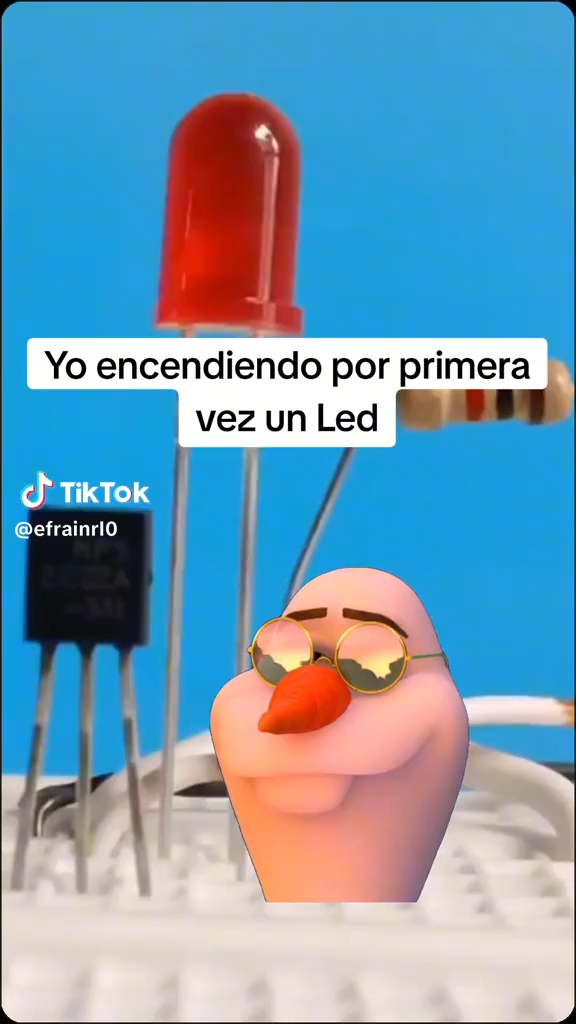 Yo encendiendo por primera
vez un Led
TikTok
@efrainrl0